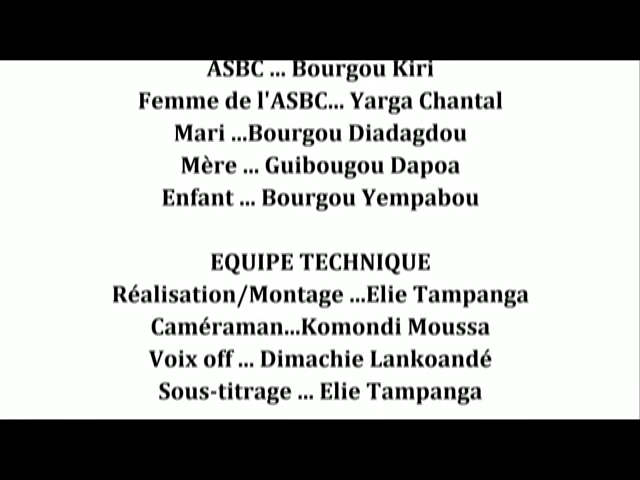 ASBC ... Bourgou Kiri
Femme de l'ASBC... Yarga Chantal
Mari ...Bourgou Diadagdou
Mère ... Guibougou Dapoa
Enfant ... Bourgou Yempabou
EQUIPE TECHNIQUE
Réalisation/Montage ...Elie Tampanga
Caméraman...Komondi Moussa
Voix off ... Dimachie Lankoandé
Sous-titrage ... Elie Tampanga